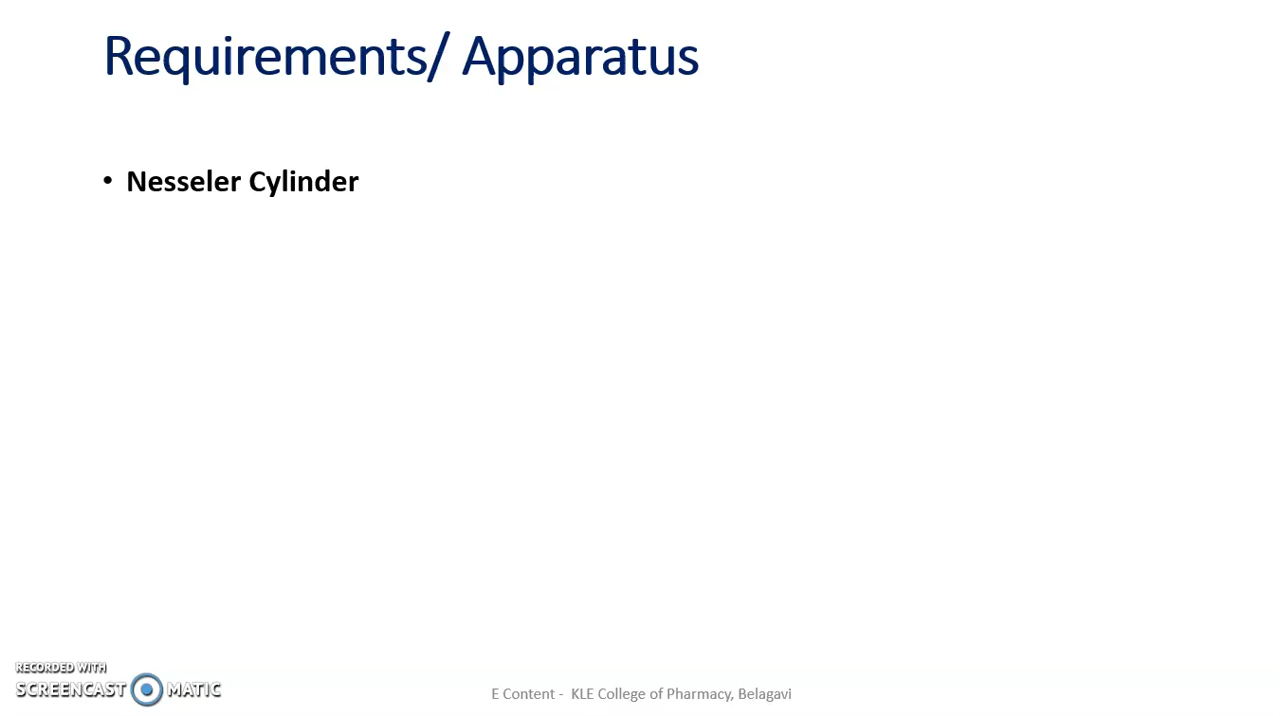 Requirements/ Apparatus
• Nesseler Cylinder
RECORDED WITH
SCREENCAST MATIC
E Content - KLE College of Pharmacy, Belagavi